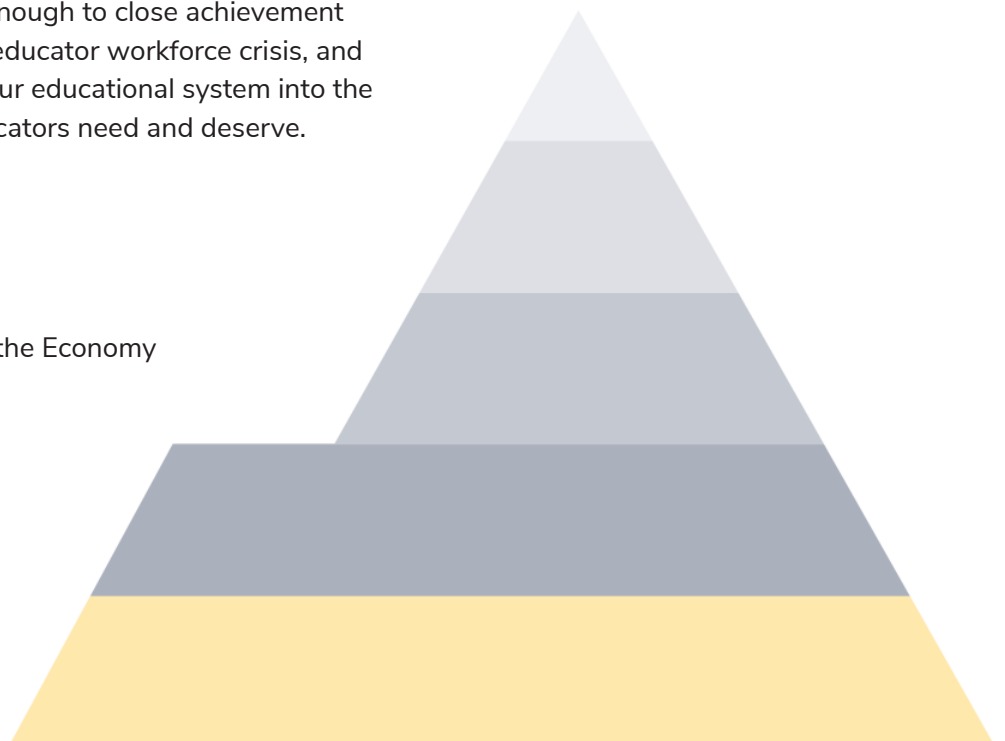 nough to close achievement
educator workforce crisis, and
ur educational system into the
cators need and deserve.
the Economy